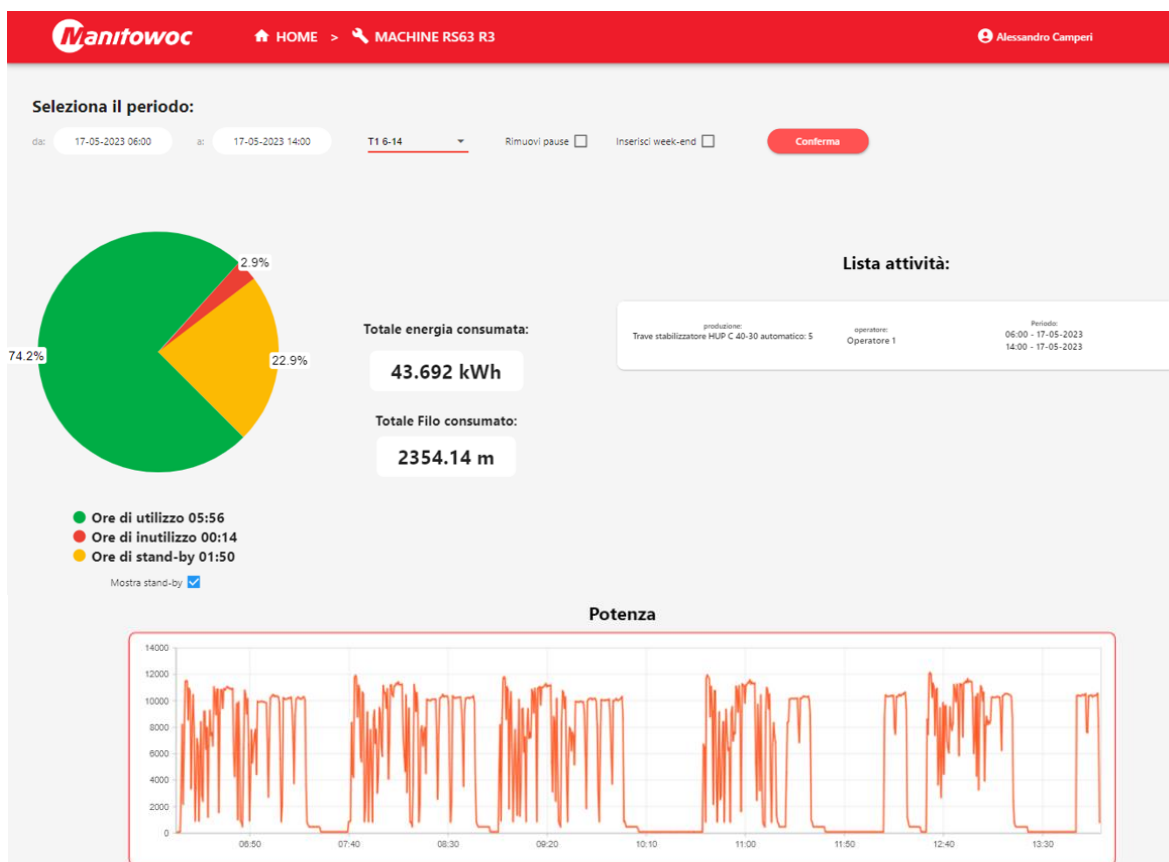 Manitowoc
HOME > MACHINE RS63 R3
Alessandro Camperi
Seleziona il periodo:
da: 17-05-2023 06:00 a: 17-05-2023 14:00 T1 6-14 Rimuovi pause Inserisci week-end Conferma
2.9%
74.2%
22.9%
Totale energia consumata:
43.692 kWh
Totale Filo consumato:
2354.14 m
Lista attività:
produzione:
Trave stabilizzatore HUP C 40-30 automatico: 5
operatore:
Operatore 1
Periodo:
06:00 - 17-05-2023
14:00 - 17-05-2023
Ore di utilizzo 05:56
Ore di inutilizzo 00:14
Ore di stand-by 01:50
Mostra stand-by
Potenza
14000
12000
10000
8000
6000
4000
2000
0
06:50 07:40 08:30 09:20 10:10 11:00 11:50 12:40 13:30